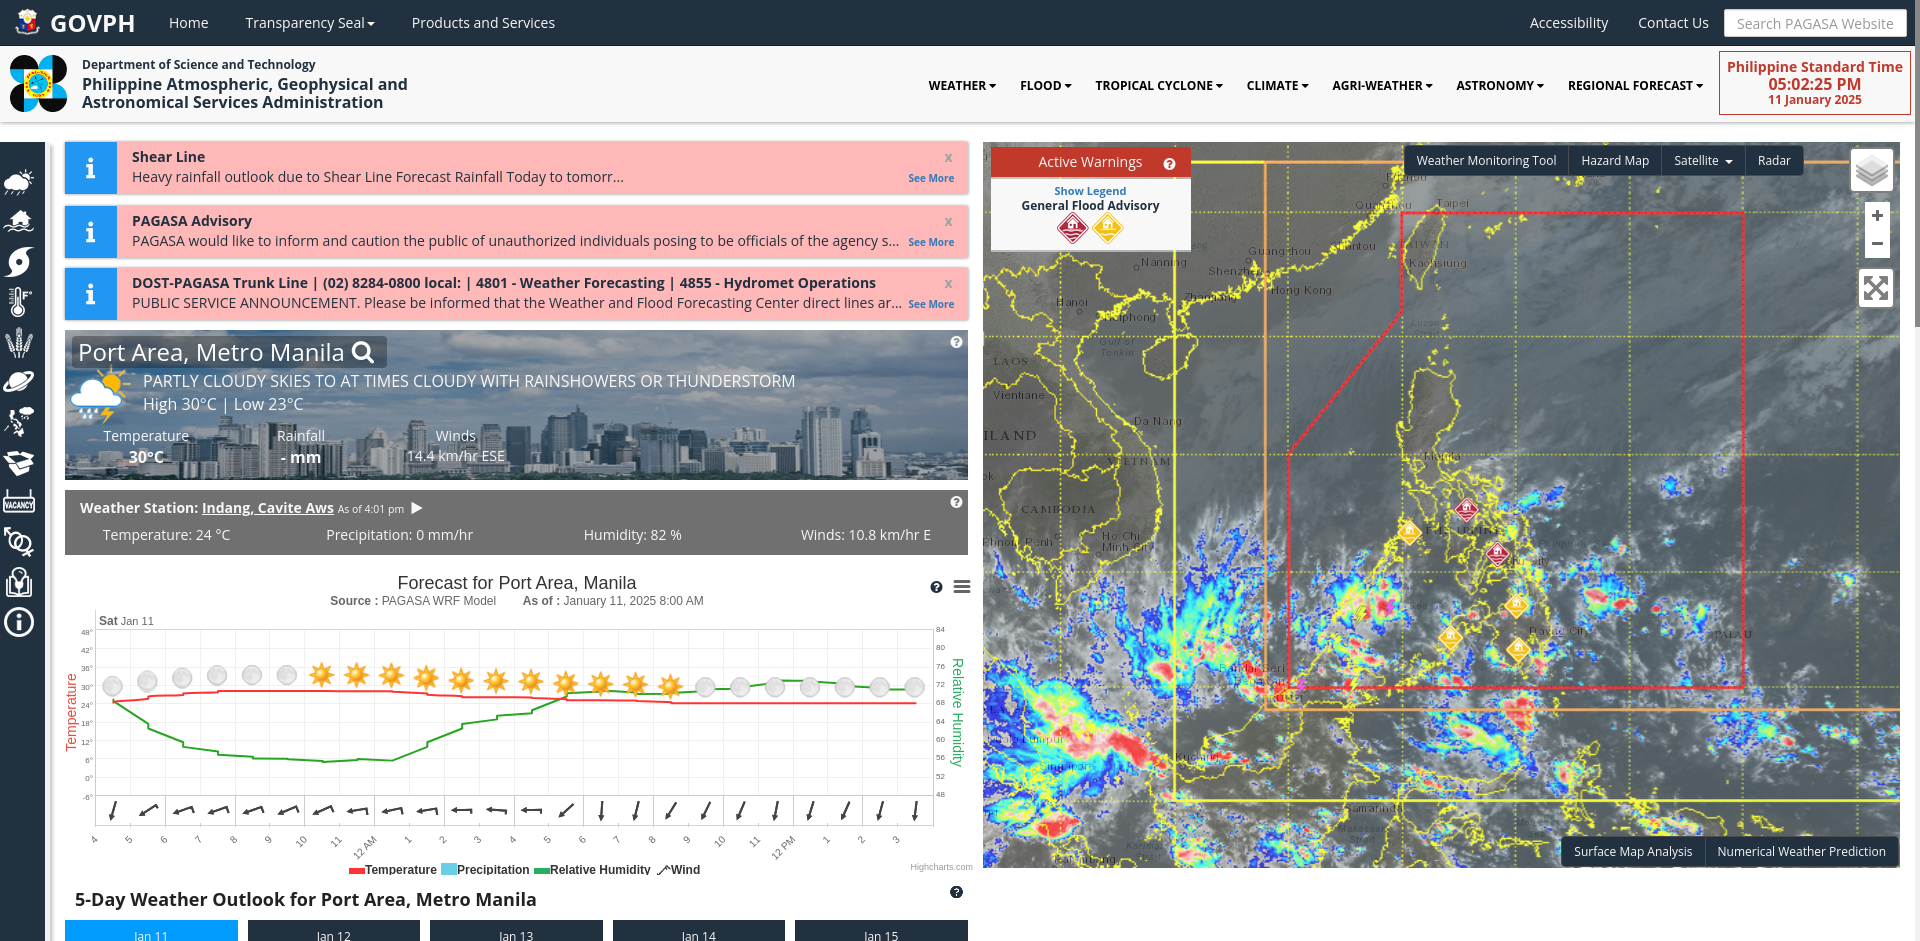 GOVPH
Home
Transparency Seal
Products and Services
Accessibility
Contact Us
Search PAGASA Website
Department of Science and Technology
Philippine Atmospheric, Geophysical and
Astronomical Services Administration
WEATHER
FLOOD
TROPICAL CYCLONE
CLIMATE
AGRI-WEATHER
ASTRONOMY
REGIONAL FORECAST
Philippine Standard Time
05:02:25 PM
11 January 2025
Shear Line
x
Heavy rainfall outlook due to Shear Line Forecast Rainfall Today to tomorr...
See More
PAGASA Advisory
x
PAGASA would like to inform and caution the public of unauthorized individuals posing to be officials of the agency s...
See More
DOST-PAGASA Trunk Line | (02) 8284-0800 local: | 4801 - Weather Forecasting | 4855 - Hydromet Operations
x
PUBLIC SERVICE ANNOUNCEMENT. Please be informed that the Weather and Flood Forecasting Center direct lines ar...
See More
Port Area, Metro Manila
PARTLY CLOUDY SKIES TO AT TIMES CLOUDY WITH RAINSHOWERS OR THUNDERSTORM
High 30°C | Low 23°C
Temperature
Rainfall
Winds
30°C
- mm
14.4 km/hr ESE
Weather Station: Indang, Cavite Aws As of 4:01 pm
Temperature: 24 °C
Precipitation: 0 mm/hr
Humidity: 82 %
Winds: 10.8 km/hr E
VACANCY
Forecast for Port Area, Manila
Source : PAGASA WRF Model
As of : January 11, 2025 8:00 AM
Sat Jan 11
Temperature
48°
42°
36°
30°
24°
18°
12°
6°
0°
-6°
84
80
76
72
68
64
60
56
52
48
Relative Humidity
4
5
6
7
8
9
10
11
12 AM
1
2
3
4
5
6
7
8
9
10
11
12 PM
1
2
3
Temperature
Precipitation
Relative Humidity
Wind
Highcharts.com
5-Day Weather Outlook for Port Area, Metro Manila
Jan 11
Jan 12
Jan 13
Jan 14
Jan 15
Active Warnings
Show Legend
General Flood Advisory
Weather Monitoring Tool
Hazard Map
Satellite
Radar
+
−
Taipei
TAIWAN
Kaohsiung
Guangzhou
Shantou
Nanning
Shenzhen
Hong Kong
Zhanjiang
Hanoi
Haiphong
Gulf of
Tonkin
LAOS
Vientiane
Da Nang
VIETNAM
CAMBODIA
Ho Chi
Minh City
Manila
Davao City
PALAU
Bandar Seri
Singapore
Kuching
Samarinda
Surface Map Analysis
Numerical Weather Prediction